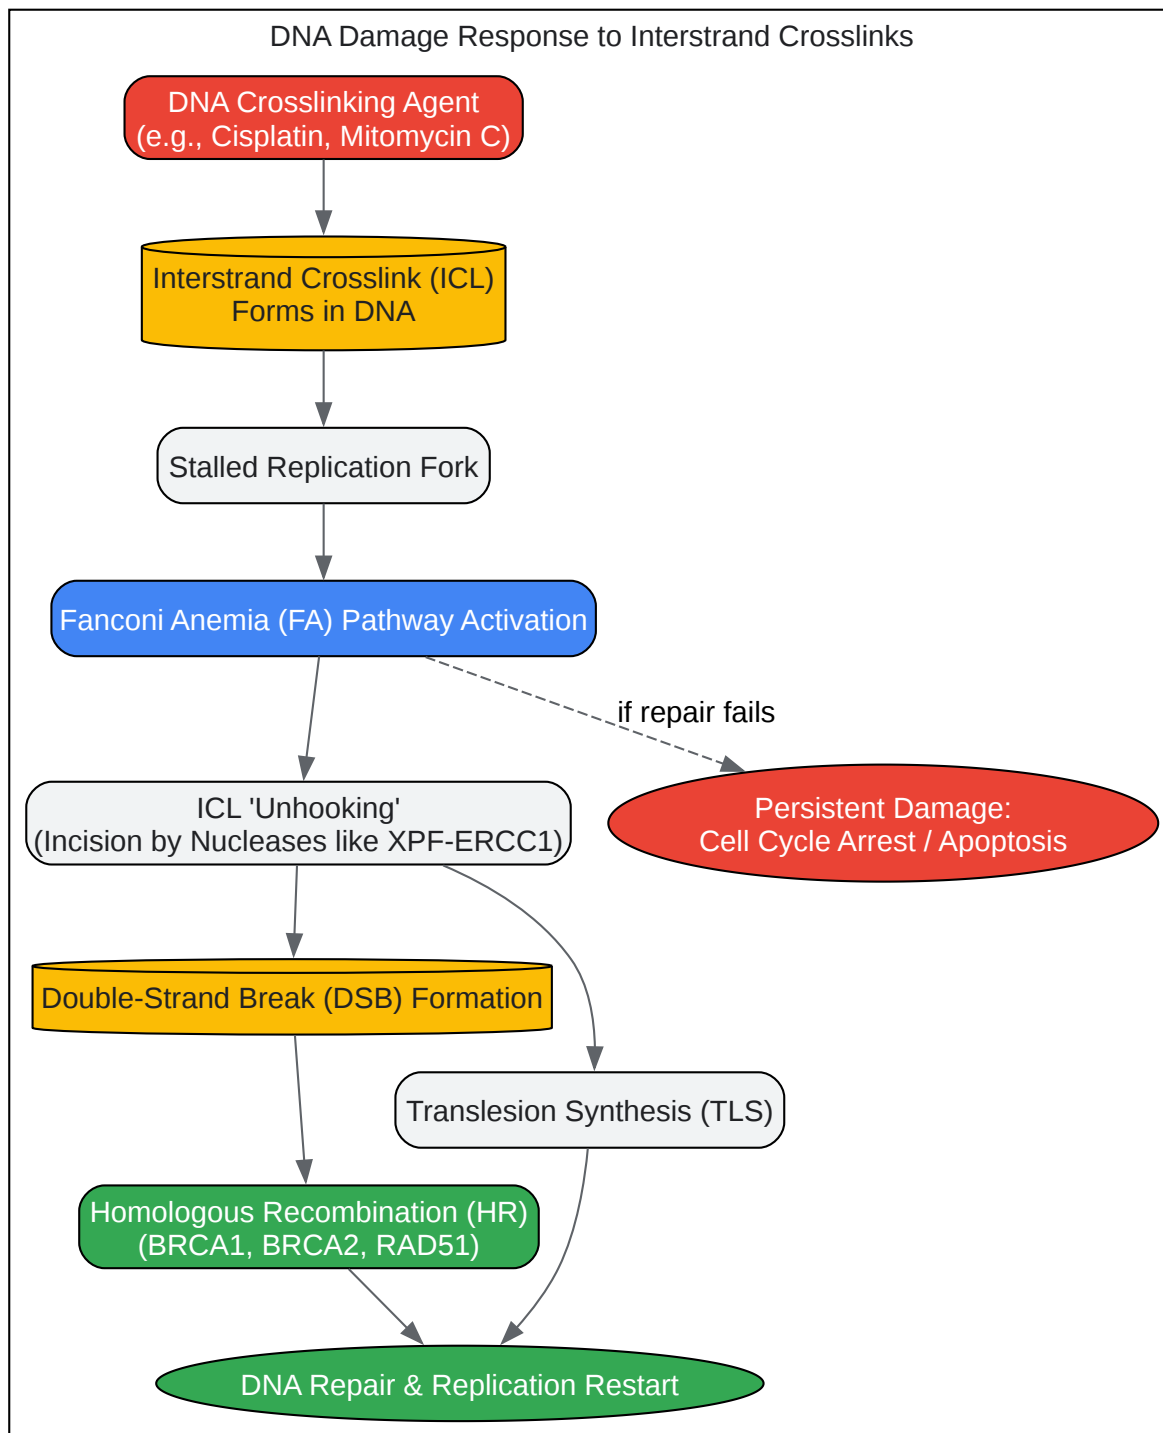 DNA Damage Response to Interstrand Crosslinks
DNA Crosslinking Agent
(e.g., Cisplatin, Mitomycin C)
Interstrand Crosslink (ICL)
Forms in DNA
Stalled Replication Fork
Fanconi Anemia (FA) Pathway Activation
if repair fails
ICL 'Unhooking'
(Incision by Nucleases like XPF-ERCC1)
Persistent Damage:
Cell Cycle Arrest / Apoptosis
Double-Strand Break (DSB) Formation
Translesion Synthesis (TLS)
Homologous Recombination (HR)
(BRCA1, BRCA2, RAD51)
DNA Repair & Replication Restart